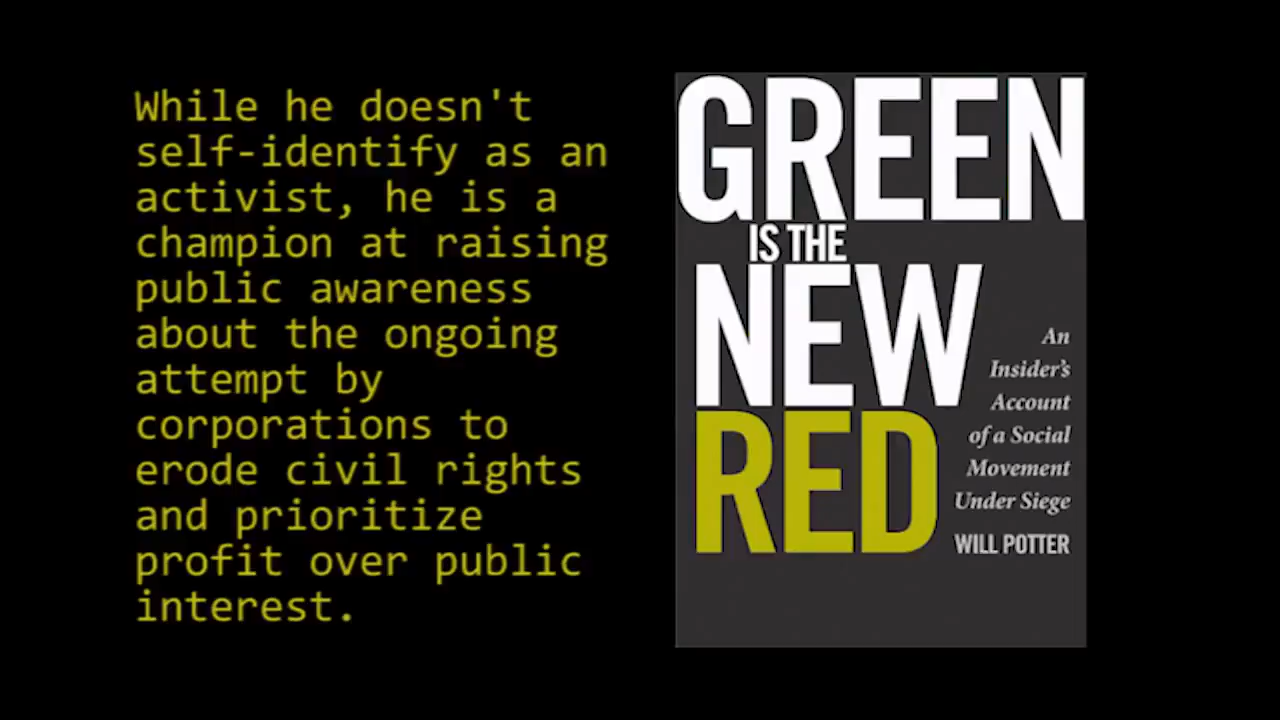 While he doesn't
self-identify as an
activist, he is a
champion at raising
public awareness
about the ongoing
attempt by
corporations to
erode civil rights
and prioritize
profit over public
interest.
GREEN
IS THE
NEW
RED
An
Insider's
Account
of a Social
Movement
Under Siege
WILL POTTER